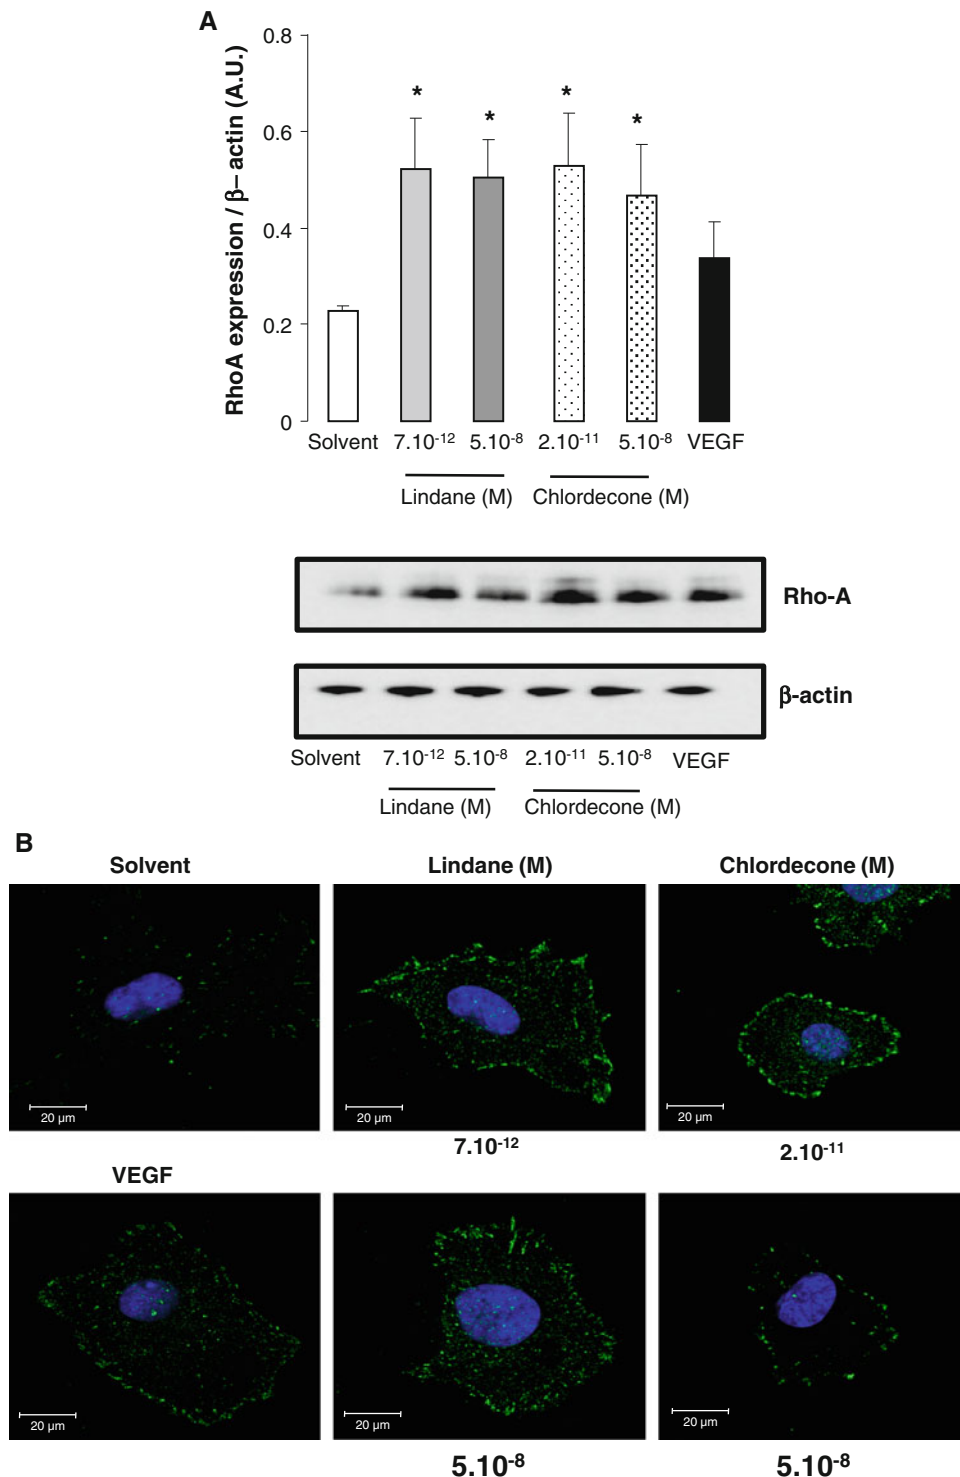 A
RhoA expression / β– actin (A.U.)
0.8
0.6
0.4
0.2
0
* * * *
Solvent 7.10⁻¹² 5.10⁻⁸ 2.10⁻¹¹ 5.10⁻⁸ VEGF
Lindane (M) Chlordecone (M)
Rho-A
β-actin
Solvent 7.10⁻¹² 5.10⁻⁸ 2.10⁻¹¹ 5.10⁻⁸ VEGF
Lindane (M) Chlordecone (M)
B
Solvent Lindane (M) Chlordecone (M)
20 µm 20 µm 20 µm
7.10⁻¹² 2.10⁻¹¹
VEGF
20 µm 20 µm 20 µm
5.10⁻⁸ 5.10⁻⁸